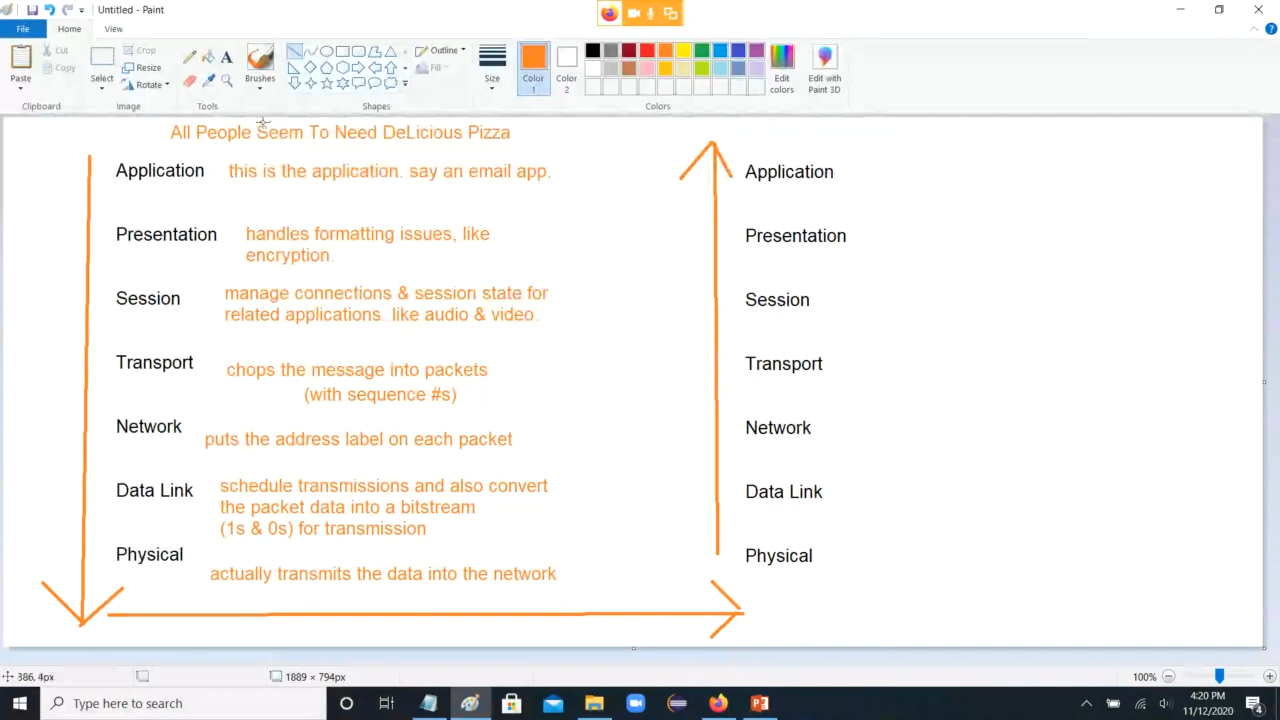 Untitled - Paint
File
Home
View
Paste
Cut
Copy
Clipboard
Select
Crop
Resize
Rotate
Image
A
Tools
Brushes
Shapes
Outline
Fill
Size
Color
1
Color
2
Colors
Edit
colors
Edit with
Paint 3D
All People Seem To Need DeLicious Pizza
Application this is the application. say an email app.
Presentation handles formatting issues, like
encryption.
Session manage connections & session state for
related applications. like audio & video.
Transport chops the message into packets
(with sequence #s)
Network puts the address label on each packet
Data Link schedule transmissions and also convert
the packet data into a bitstream
(1s & 0s) for transmission
Physical actually transmits the data into the network
Application
Presentation
Session
Transport
Network
Data Link
Physical
386, 4px
1889 × 794px
100%
Type here to search
4:20 PM
11/12/2020
4